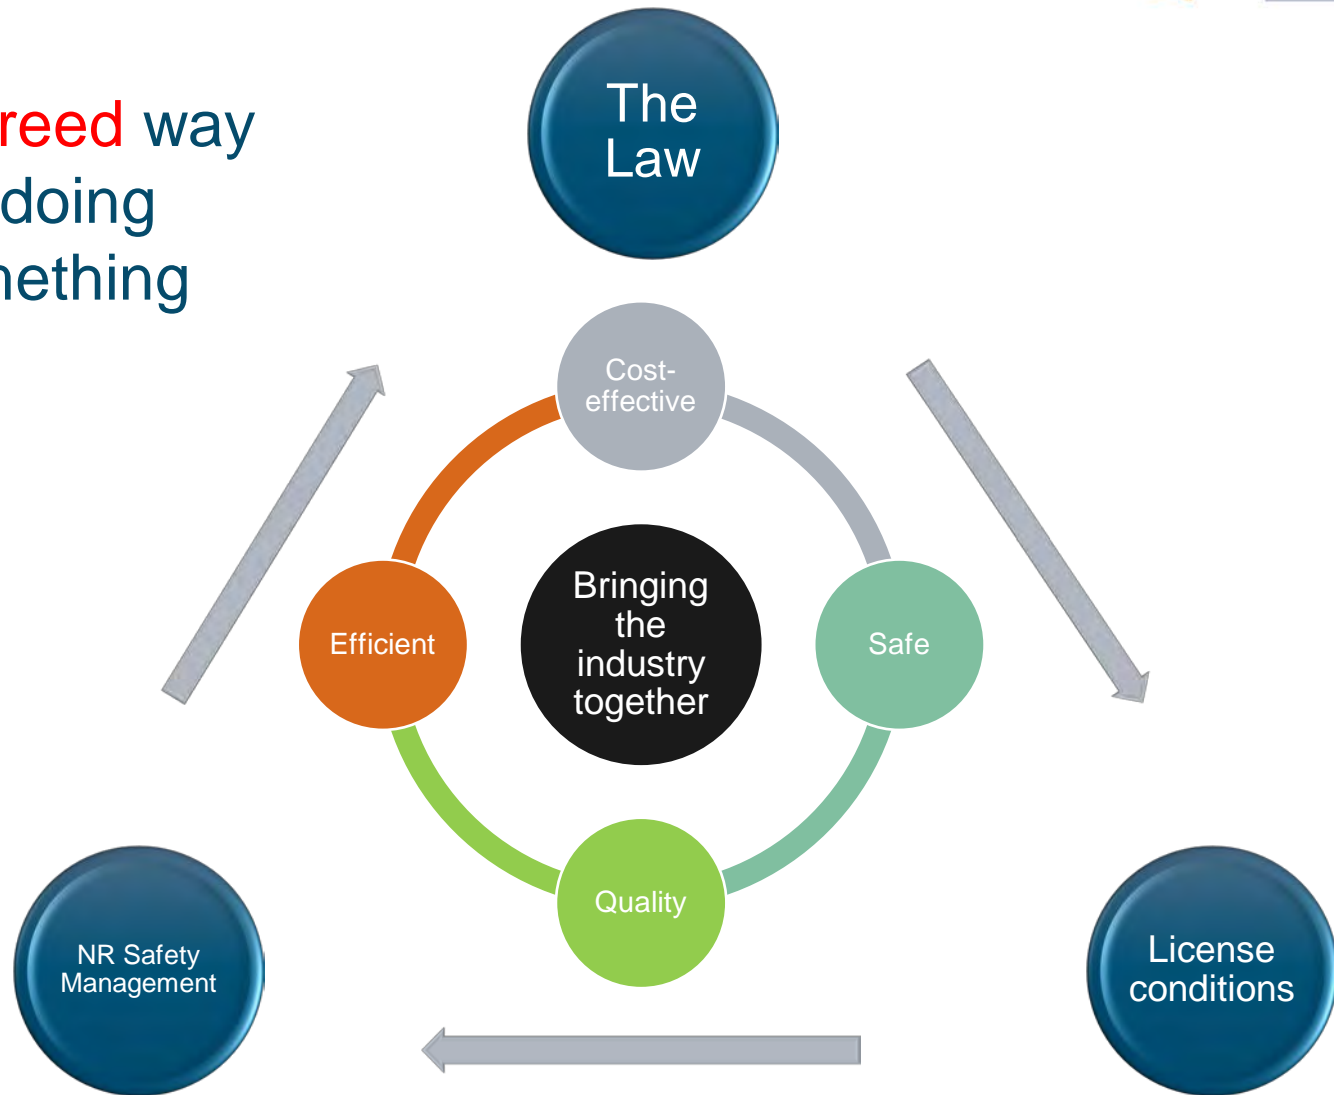 The
Law
reed way
doing
nething
Cost-
effective
Bringing
the
industry
together
Efficient
Safe
Quality
NR Safety
Management
License
conditions